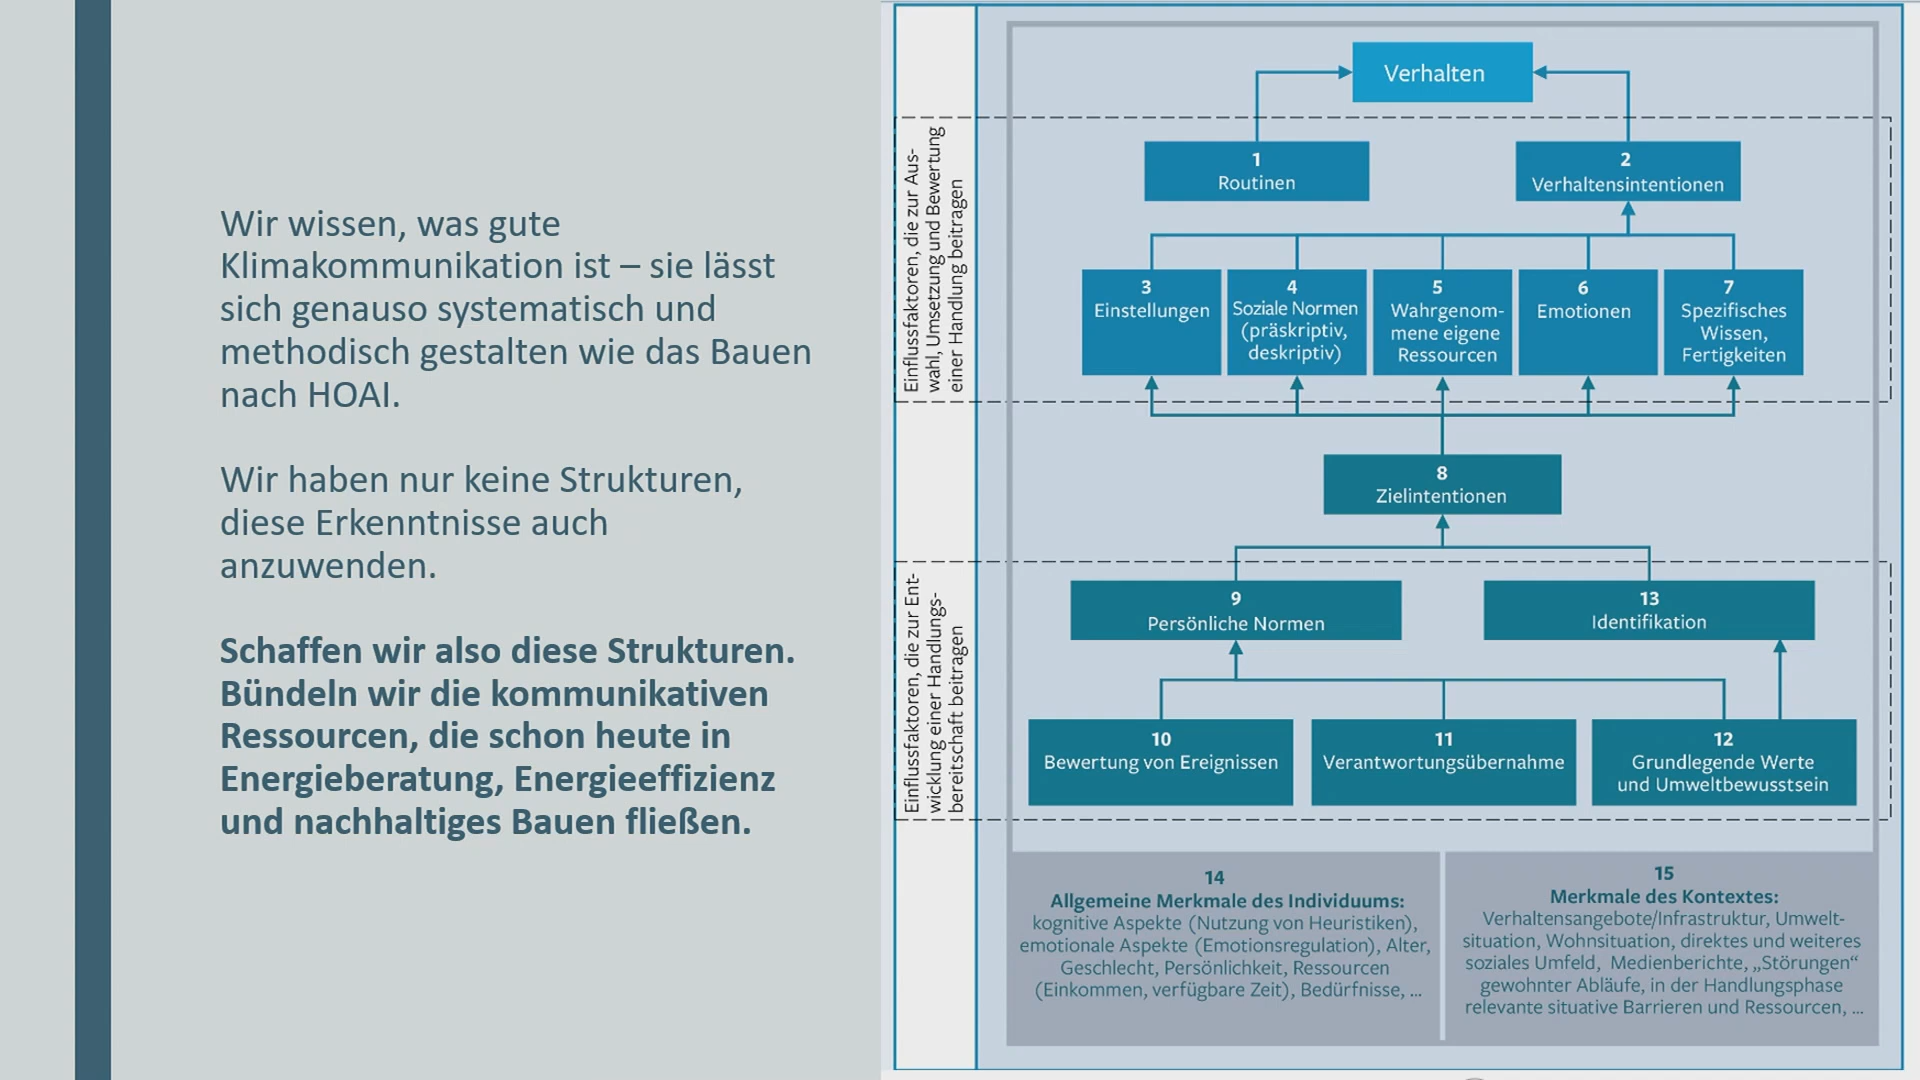 Wir wissen, was gute
Klimakommunikation ist – sie lässt
sich genauso systematisch und
methodisch gestalten wie das Bauen
nach HOAI.
Wir haben nur keine Strukturen,
diese Erkenntnisse auch
anzuwenden.
Schaffen wir also diese Strukturen.
Bündeln wir die kommunikativen
Ressourcen, die schon heute in
Energieberatung, Energieeffizienz
und nachhaltiges Bauen fließen.
Verhalten
Einflussfaktoren, die zur Aus-
wahl, Umsetzung und Bewertung
einer Handlung beitragen
1
Routinen
2
Verhaltensintentionen
3
Einstellungen
4
Soziale Normen
(präskriptiv,
deskriptiv)
5
Wahrgenom-
mene eigene
Ressourcen
6
Emotionen
7
Spezifisches
Wissen,
Fertigkeiten
8
Zielintentionen
Einflussfaktoren, die zur Ent-
wicklung einer Handlungs-
bereitschaft beitragen
9
Persönliche Normen
13
Identifikation
10
Bewertung von Ereignissen
11
Verantwortungsübernahme
12
Grundlegende Werte
und Umweltbewusstsein
14
Allgemeine Merkmale des Individuums:
kognitive Aspekte (Nutzung von Heuristiken),
emotionale Aspekte (Emotionsregulation), Alter,
Geschlecht, Persönlichkeit, Ressourcen
(Einkommen, verfügbare Zeit), Bedürfnisse, ...
15
Merkmale des Kontextes:
Verhaltensangebote/Infrastruktur, Umwelt-
situation, Wohnsituation, direktes und weiteres
soziales Umfeld, Medienberichte, „Störungen“
gewohnter Abläufe, in der Handlungsphase
relevante situative Barrieren und Ressourcen, ...